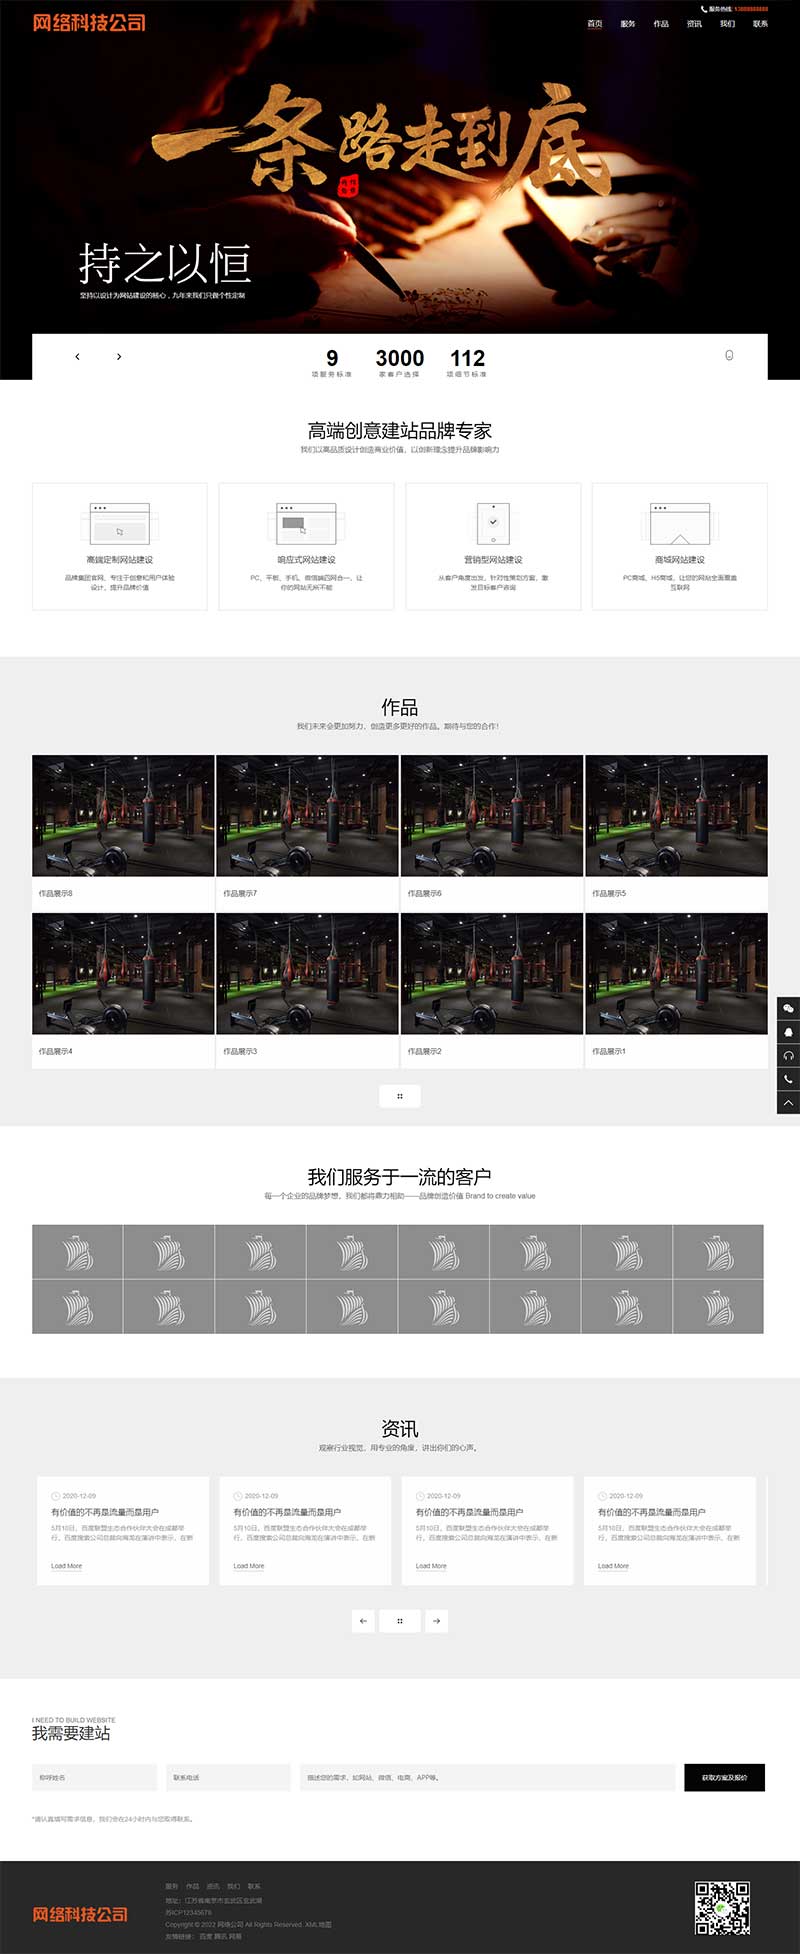 网络科技公司
服务热线: 13888888888
首页 服务 作品 资讯 我们 联系
一条路走到底
持之以恒
坚持以设计为网站建设的核心，九年来我们只做个性定制
9 3000 112
项服务标准 家客户选择 项细节标准
高端创意建站品牌专家
我们以高品质设计创造商业价值，以创新理念提升品牌影响力
高端定制网站建设
品牌集团官网、专注于创意和用户体验
设计，提升品牌价值
响应式网站建设
PC、平板、手机、微信端四网合一，让
你的网站无所不能
营销型网站建设
从客户角度出发，针对性策划方案，激
发目标客户咨询
商城网站建设
PC商城，H5商城，让您的网站全面覆盖
互联网
作品
我们未来会更加努力，创造更多更好的作品。期待与您的合作！
作品展示8 作品展示7 作品展示6 作品展示5
作品展示4 作品展示3 作品展示2 作品展示1
我们服务于一流的客户
每一个企业的品牌梦想，我们都将鼎力相助——品牌创造价值 Brand to create value
资讯
观察行业视觉，用专业的角度，讲出你们的心声。
2020-12-09
有价值的不再是流量而是用户
5月10日，百度联盟生态合作伙伴大会在成都举
行，百度搜索公司总裁向海龙在演讲中表示，在新
Load More
2020-12-09
有价值的不再是流量而是用户
5月10日，百度联盟生态合作伙伴大会在成都举
行，百度搜索公司总裁向海龙在演讲中表示，在新
Load More
2020-12-09
有价值的不再是流量而是用户
5月10日，百度联盟生态合作伙伴大会在成都举
行，百度搜索公司总裁向海龙在演讲中表示，在新
Load More
2020-12-09
有价值的不再是流量而是用户
5月10日，百度联盟生态合作伙伴大会在成都举
行，百度搜索公司总裁向海龙在演讲中表示，在新
Load More
I NEED TO BUILD WEBSITE
我需要建站
称呼姓名 联系电话 描述您的需求，如网站、微信、电商、APP等。 获取方案及报价
*请认真填写需求信息，我们会在24小时内与您取得联系。
网络科技公司
服务 作品 资讯 我们 联系
地址：江苏省南京市玄武区玄武湖
苏ICP12345678
Copyright © 2022 网络公司 All Rights Reserved. XML地图
友情链接： 百度 腾讯 网易